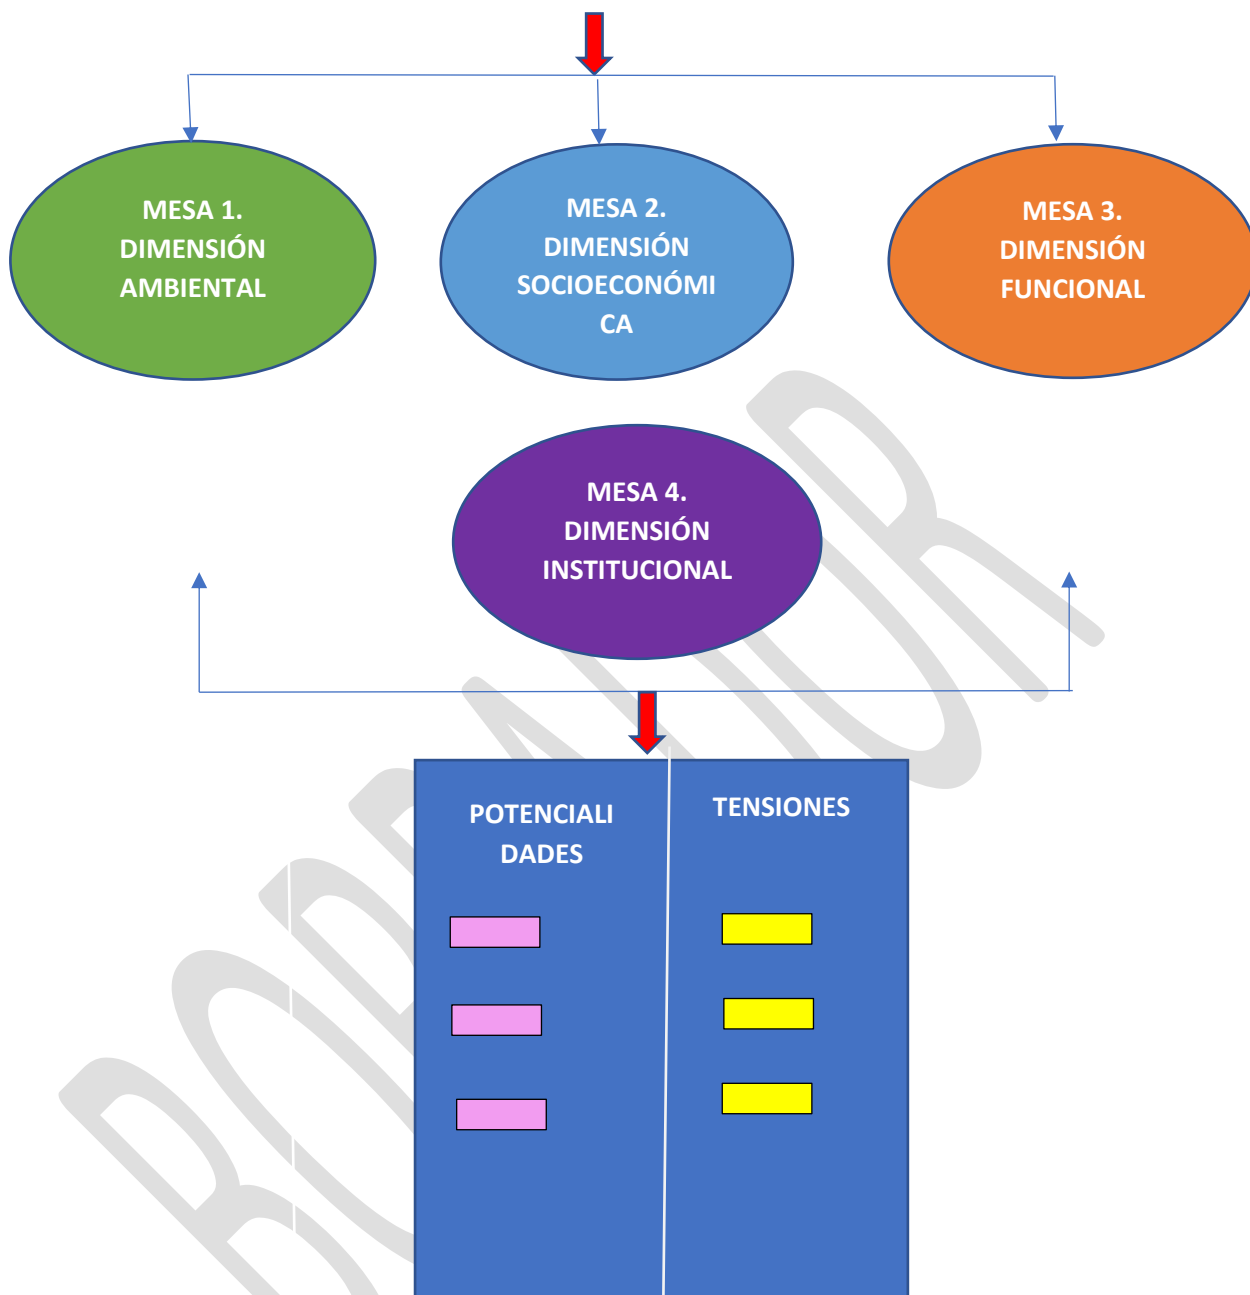 MESA 1.
DIMENSIÓN
AMBIENTAL
MESA 2.
DIMENSIÓN
SOCIOECONÓMI
CA
MESA 3.
DIMENSIÓN
FUNCIONAL
MESA 4.
DIMENSIÓN
INSTITUCIONAL
POTENCIALI
DADES
TENSIONES
BORRADOR